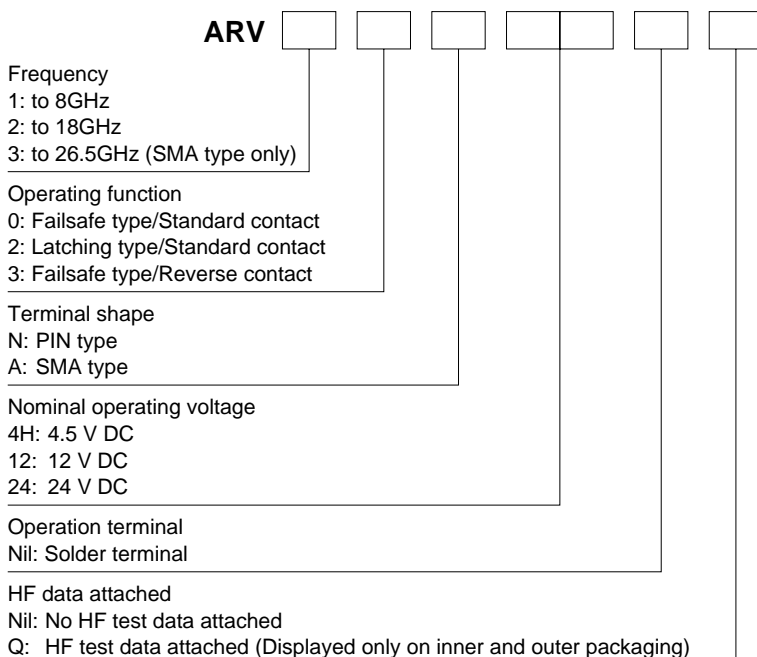 ARV
Frequency
1: to 8GHz
2: to 18GHz
3: to 26.5GHz (SMA type only)
Operating function
0: Failsafe type/Standard contact
2: Latching type/Standard contact
3: Failsafe type/Reverse contact
Terminal shape
N: PIN type
A: SMA type
Nominal operating voltage
4H: 4.5 V DC
12: 12 V DC
24: 24 V DC
Operation terminal
Nil: Solder terminal
HF data attached
Nil: No HF test data attached
Q: HF test data attached (Displayed only on inner and outer packaging)